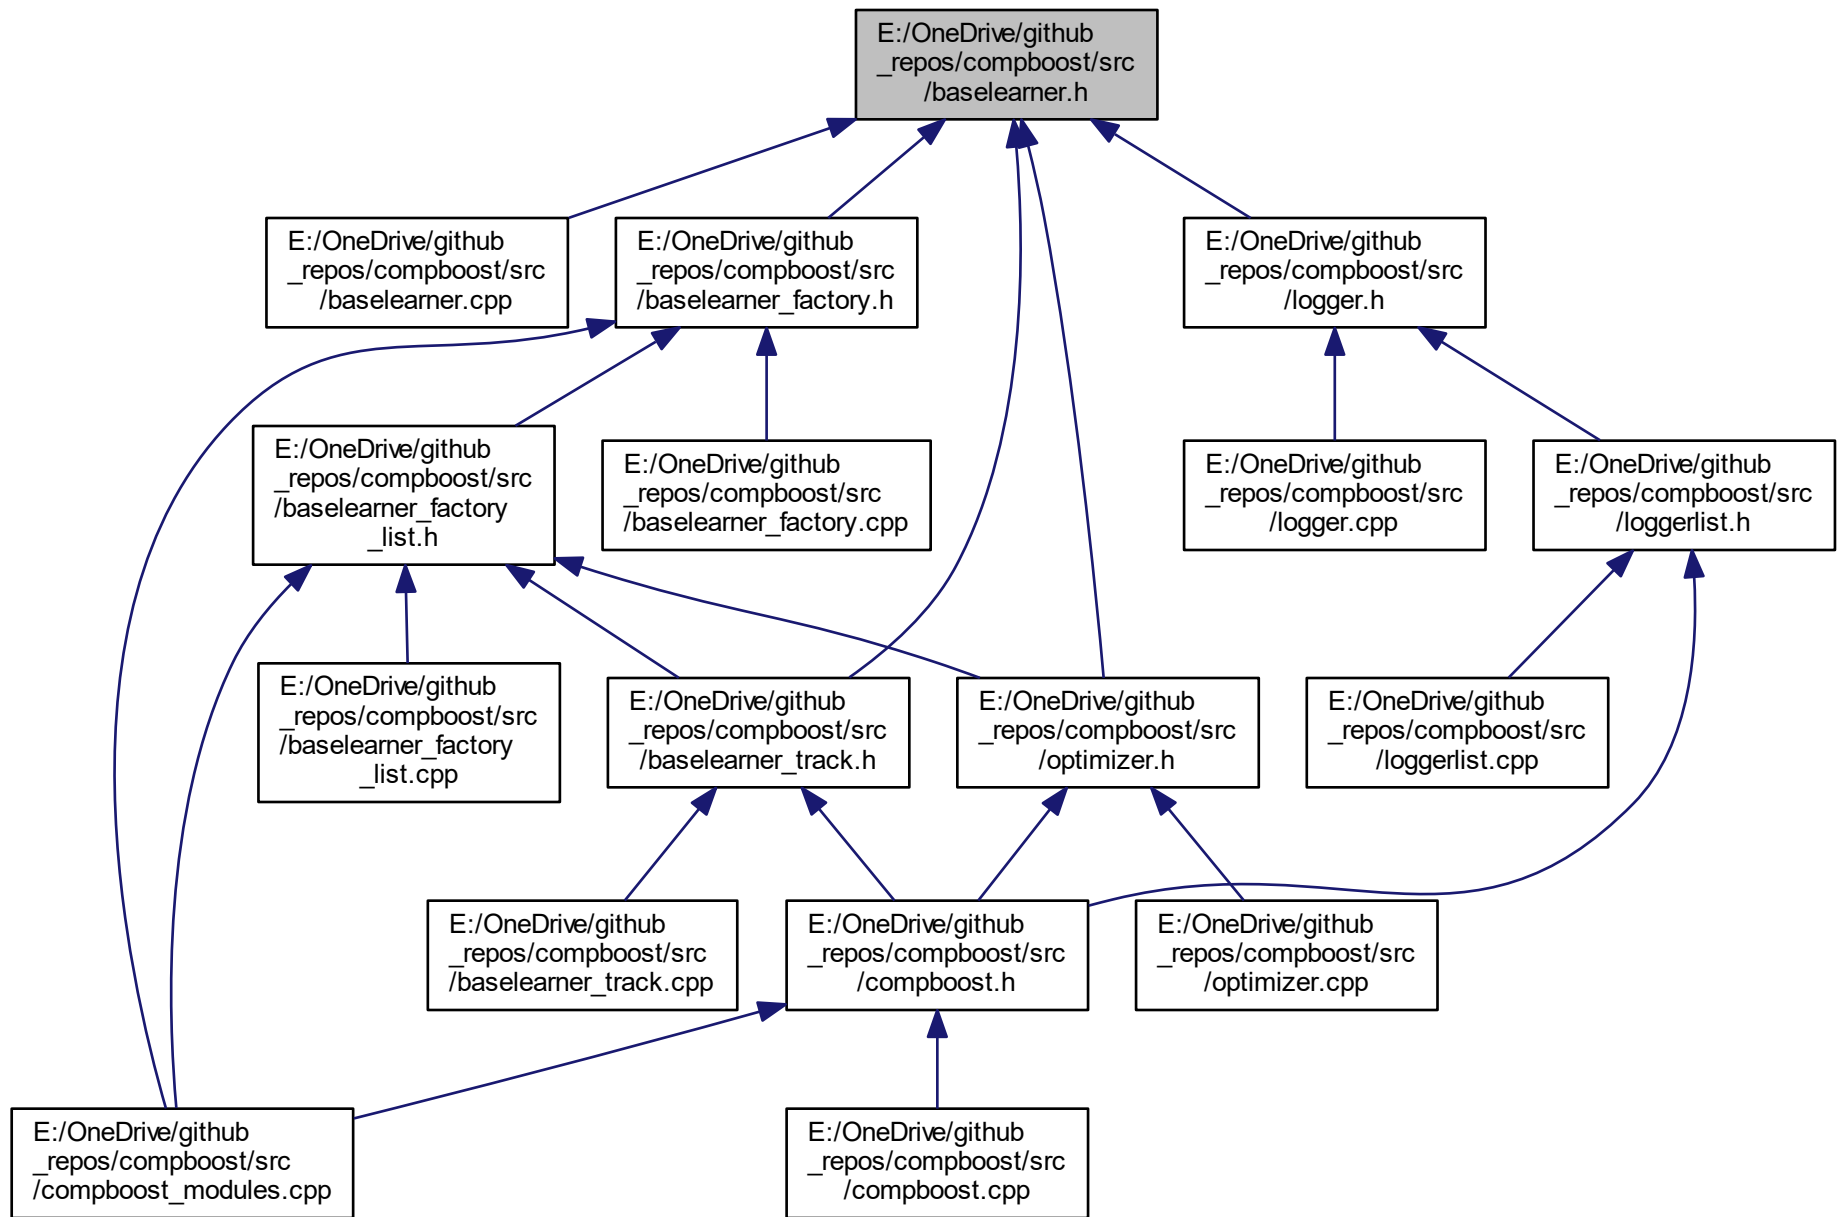 E:/OneDrive/github
_repos/compboost/src
/baselearner.h
E:/OneDrive/github
_repos/compboost/src
/baselearner.cpp
E:/OneDrive/github
_repos/compboost/src
/baselearner_factory.h
E:/OneDrive/github
_repos/compboost/src
/logger.h
E:/OneDrive/github
_repos/compboost/src
/baselearner_factory
_list.h
E:/OneDrive/github
_repos/compboost/src
/baselearner_factory.cpp
E:/OneDrive/github
_repos/compboost/src
/logger.cpp
E:/OneDrive/github
_repos/compboost/src
/loggerlist.h
E:/OneDrive/github
_repos/compboost/src
/baselearner_factory
_list.cpp
E:/OneDrive/github
_repos/compboost/src
/baselearner_track.h
E:/OneDrive/github
_repos/compboost/src
/optimizer.h
E:/OneDrive/github
_repos/compboost/src
/loggerlist.cpp
E:/OneDrive/github
_repos/compboost/src
/baselearner_track.cpp
E:/OneDrive/github
_repos/compboost/src
/compboost.h
E:/OneDrive/github
_repos/compboost/src
/optimizer.cpp
E:/OneDrive/github
_repos/compboost/src
/compboost_modules.cpp
E:/OneDrive/github
_repos/compboost/src
/compboost.cpp